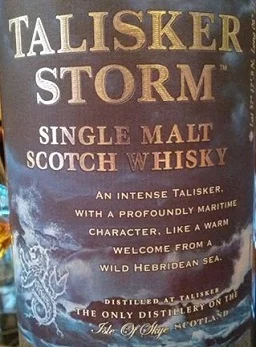 TALISKER
STORM™
SINGLE MALT
SCOTCH WHISKY
AN INTENSE TALISKER,
WITH A PROFOUNDLY MARITIME
CHARACTER, LIKE A WARM
WELCOME FROM A
WILD HEBRIDEAN SEA.
DISTILLED AT TALISKER
THE ONLY DISTILLERY ON THE
Isle Of Skye, SCOTLAND